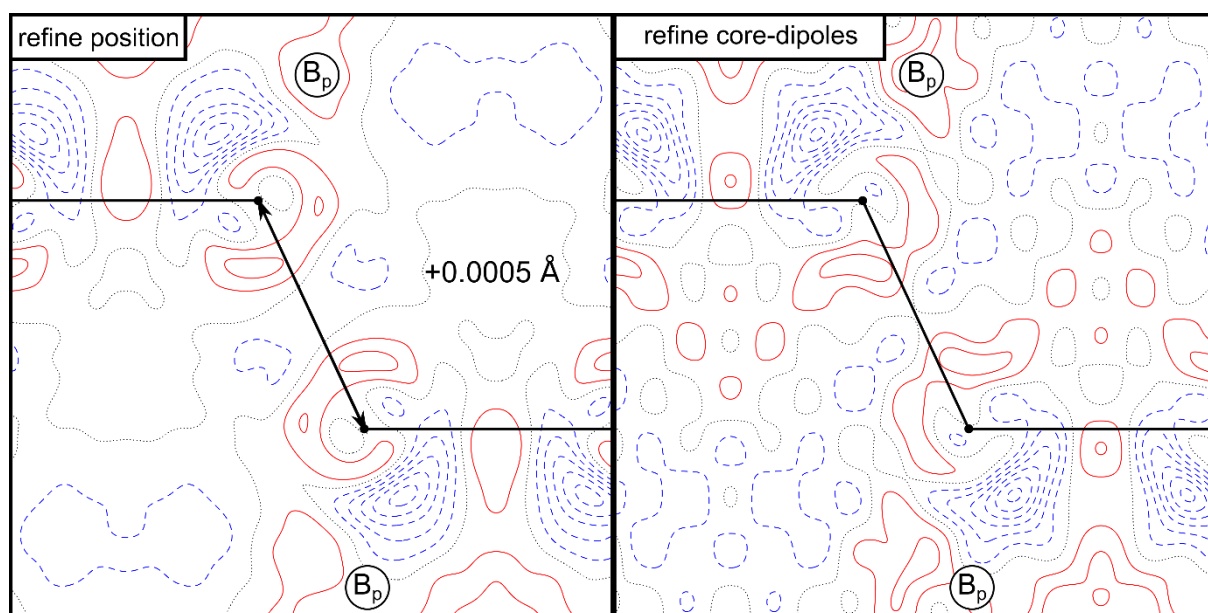 refine position
B_p
+0.0005 Å
B_p
refine core-dipoles
B_p
B_p